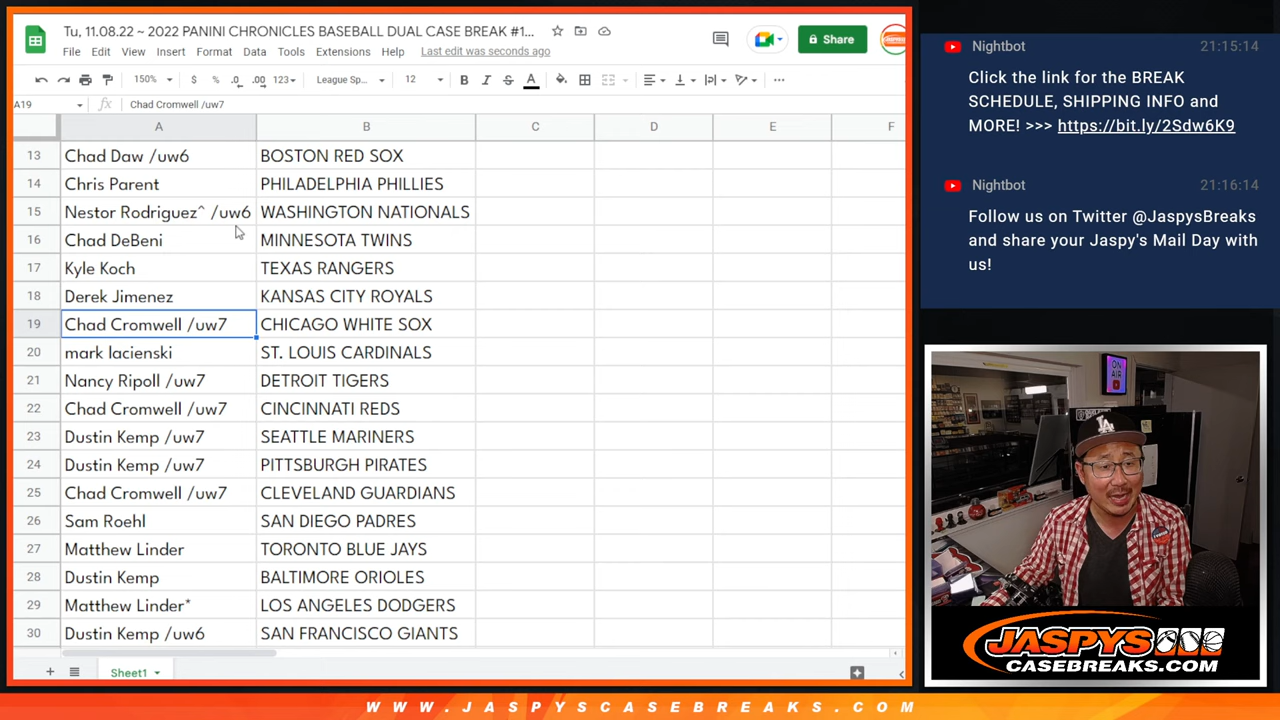 Tu, 11.08.22 ~ 2022 PANINI CHRONICLES BASEBALL DUAL CASE BREAK #1...
File Edit View Insert Format Data Tools Extensions Help Last edit was seconds ago
Share
150% $ % .0 .00 123 League Sp... 12 B I S A
A19 fx Chad Cromwell /uw7
A B C D E F
13 Chad Daw /uw6 BOSTON RED SOX
14 Chris Parent PHILADELPHIA PHILLIES
15 Nestor Rodriguez^ /uw6 WASHINGTON NATIONALS
16 Chad DeBeni MINNESOTA TWINS
17 Kyle Koch TEXAS RANGERS
18 Derek Jimenez KANSAS CITY ROYALS
19 Chad Cromwell /uw7 CHICAGO WHITE SOX
20 mark lacienski ST. LOUIS CARDINALS
21 Nancy Ripoll /uw7 DETROIT TIGERS
22 Chad Cromwell /uw7 CINCINNATI REDS
23 Dustin Kemp /uw7 SEATTLE MARINERS
24 Dustin Kemp /uw7 PITTSBURGH PIRATES
25 Chad Cromwell /uw7 CLEVELAND GUARDIANS
26 Sam Roehl SAN DIEGO PADRES
27 Matthew Linder TORONTO BLUE JAYS
28 Dustin Kemp BALTIMORE ORIOLES
29 Matthew Linder* LOS ANGELES DODGERS
30 Dustin Kemp /uw6 SAN FRANCISCO GIANTS
Sheet1
Nightbot 21:15:14
Click the link for the BREAK
SCHEDULE, SHIPPING INFO and
MORE! >>> https://bit.ly/2Sdw6K9
Nightbot 21:16:14
Follow us on Twitter @JaspysBreaks
and share your Jaspy's Mail Day with
us!
ON
AIR
LA
JASPYS
CASEBREAKS.COM
WWW.JASPYSCASEBREAKS.COM